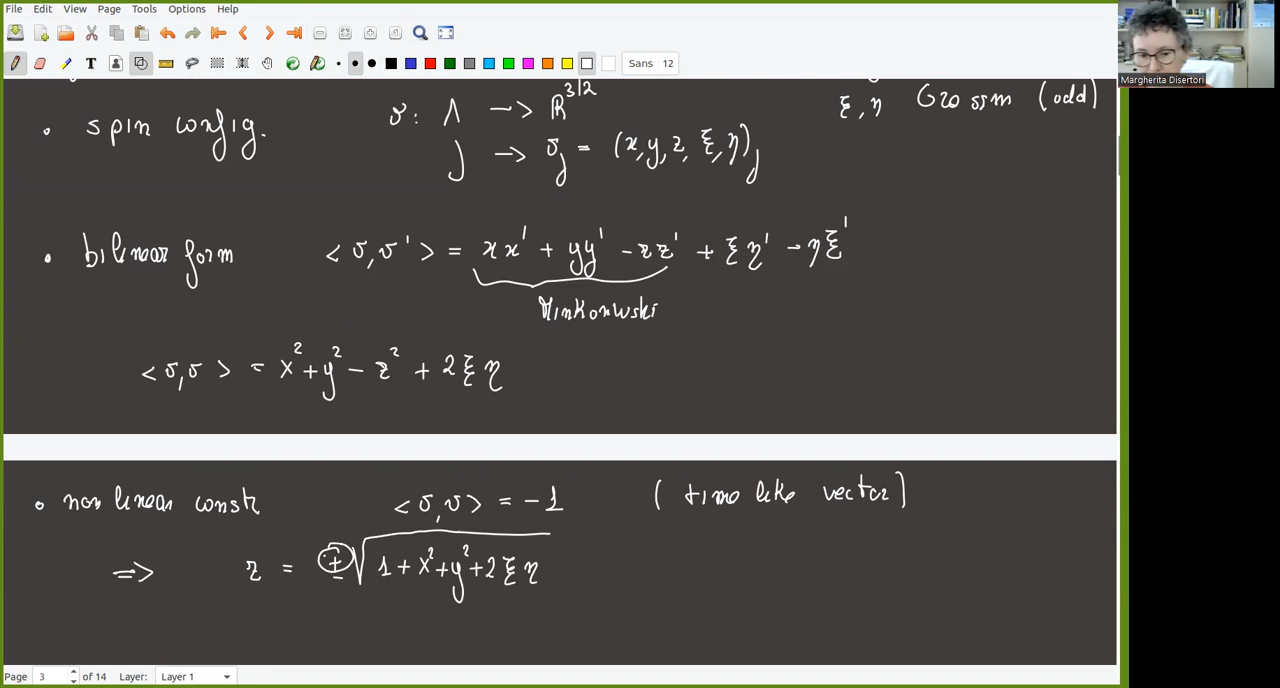 File Edit View Page Tools Options Help
Sans 12
Margherita Disertori
• spin config. σ : Λ → ℝ^{3|2} ξ, η Grassm (odd)
j → σ_j = (x, y, z, ξ, η)_j
• bilinear form < σ, σ' > = xx' + yy' - zz' + ξη' - ηξ'
Minkonwski
< σ, σ > = x² + y² - z² + 2ξη
• non linear constr < σ, σ > = -1 (time like vector)
=> z = ± √(1 + x² + y² + 2ξη)
Page 3 of 14 Layer: Layer 1